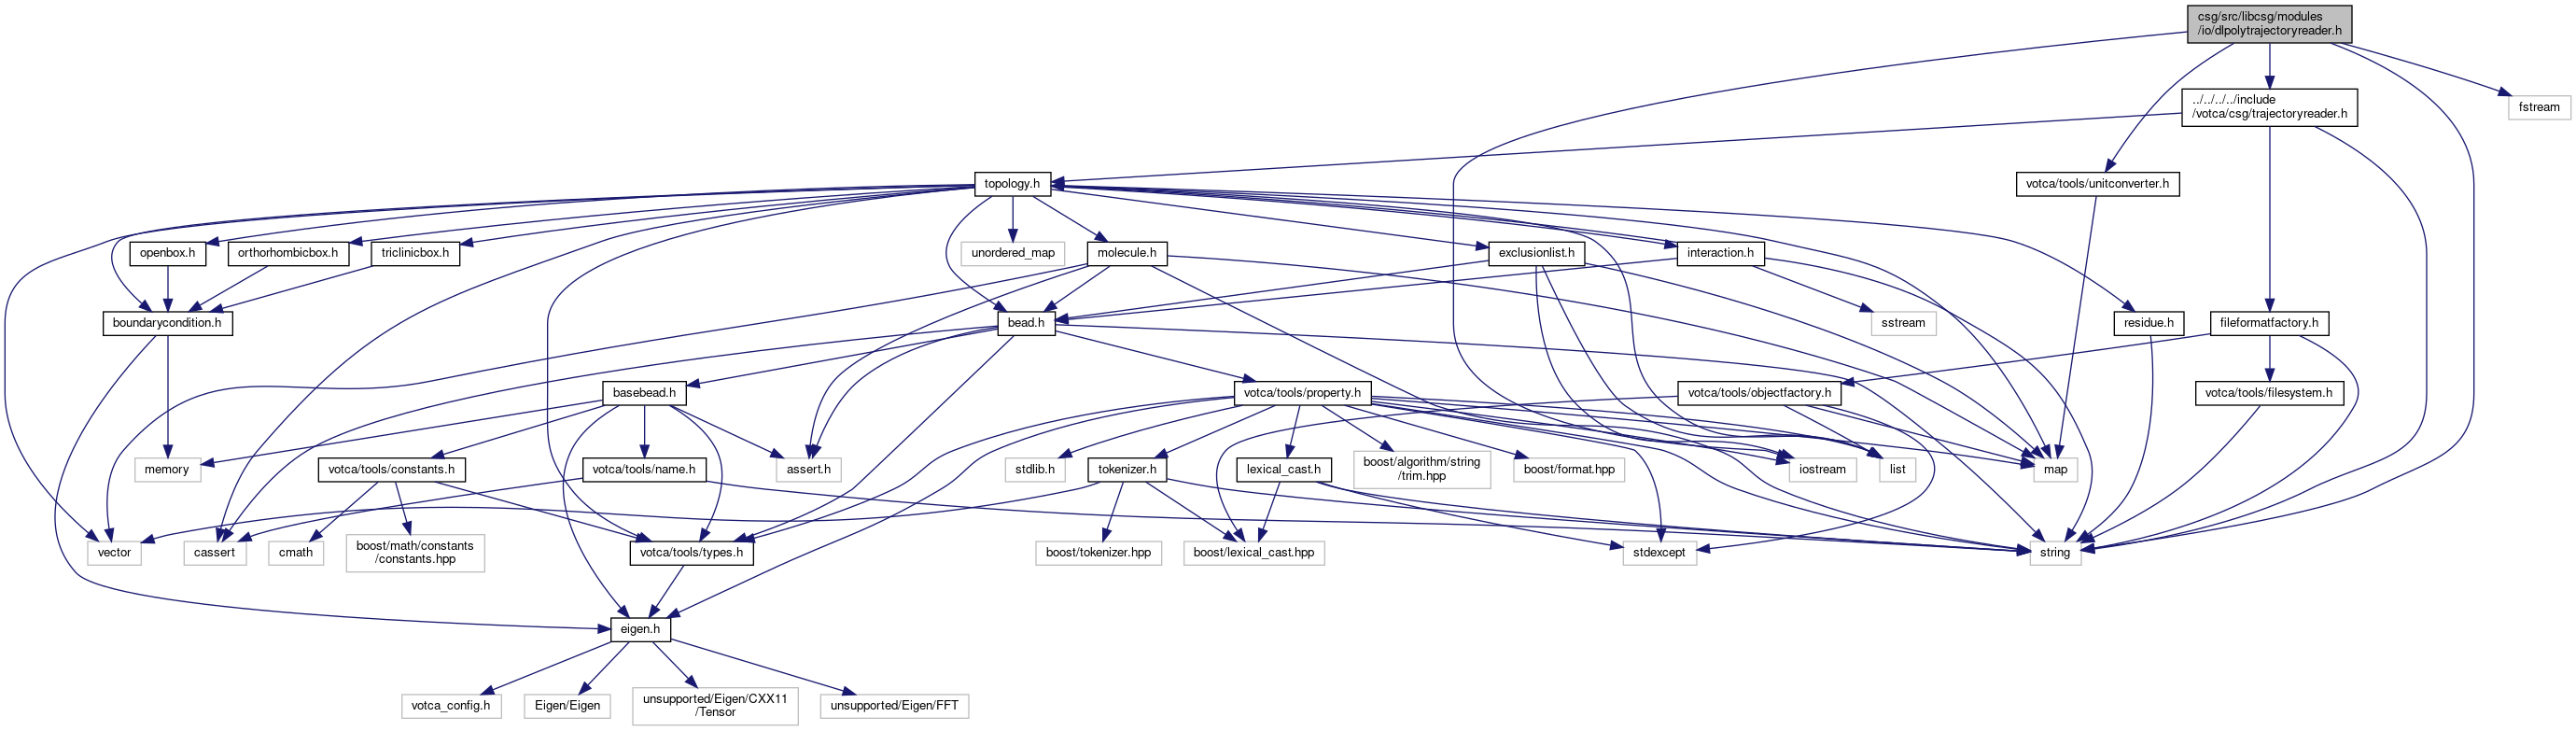 csg/src/libcsg/modules
/io/dlpolytrajectoryreader.h
../../../../include
/votca/csg/trajectoryreader.h
fstream
topology.h
votca/tools/unitconverter.h
openbox.h
orthorhombicbox.h
triclinicbox.h
unordered_map
molecule.h
exclusionlist.h
interaction.h
boundarycondition.h
bead.h
sstream
residue.h
fileformatfactory.h
basebead.h
votca/tools/property.h
votca/tools/objectfactory.h
votca/tools/filesystem.h
memory
votca/tools/constants.h
votca/tools/name.h
assert.h
stdlib.h
tokenizer.h
lexical_cast.h
boost/algorithm/string
/trim.hpp
boost/format.hpp
iostream
list
map
vector
cassert
cmath
boost/math/constants
/constants.hpp
votca/tools/types.h
boost/tokenizer.hpp
boost/lexical_cast.hpp
stdexcept
string
eigen.h
votca_config.h
Eigen/Eigen
unsupported/Eigen/CXX11
/Tensor
unsupported/Eigen/FFT